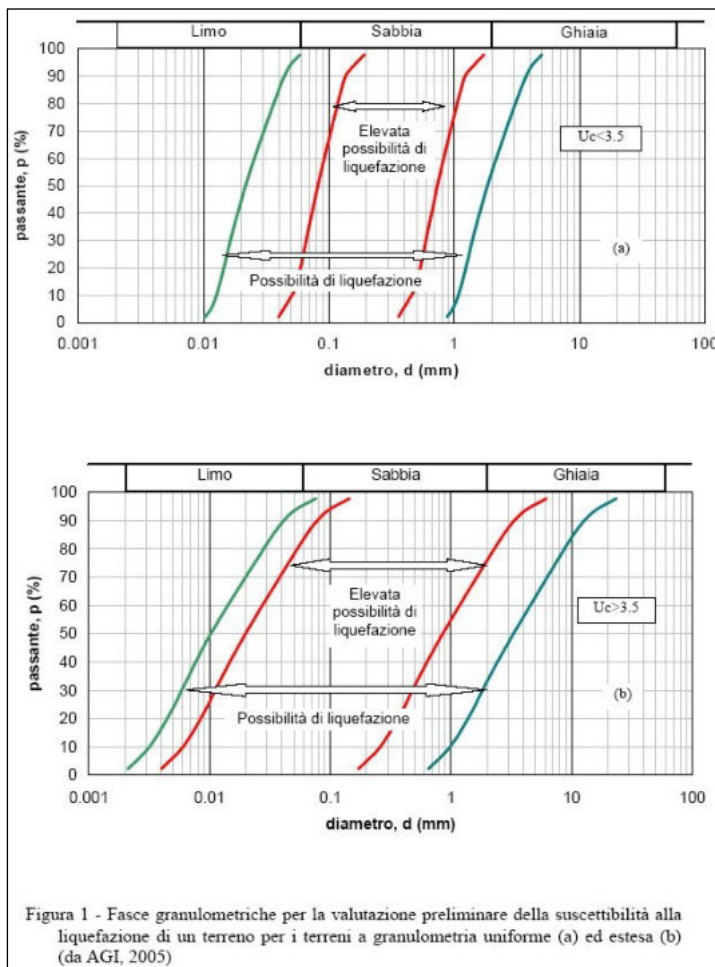 Limo Sabbia Ghiaia
100
90
80
70
60
50
40
30
20
10
0
passante, p (%)
Elevata
possibilità di
liquefazione
Uc<3.5
(a)
Possibilità di liquefazione
0.001 0.01 0.1 1 10 100
diametro, d (mm)
Limo Sabbia Ghiaia
100
90
80
70
60
50
40
30
20
10
0
passante, p (%)
Elevata
possibilità di
liquefazione
Uc>3.5
(b)
Possibilità di liquefazione
0.001 0.01 0.1 1 10 100
diametro, d (mm)
Figura 1 - Fasce granulometriche per la valutazione preliminare della suscettibilità alla
liquefazione di un terreno per i terreni a granulometria uniforme (a) ed estesa (b)
(da AGI, 2005)